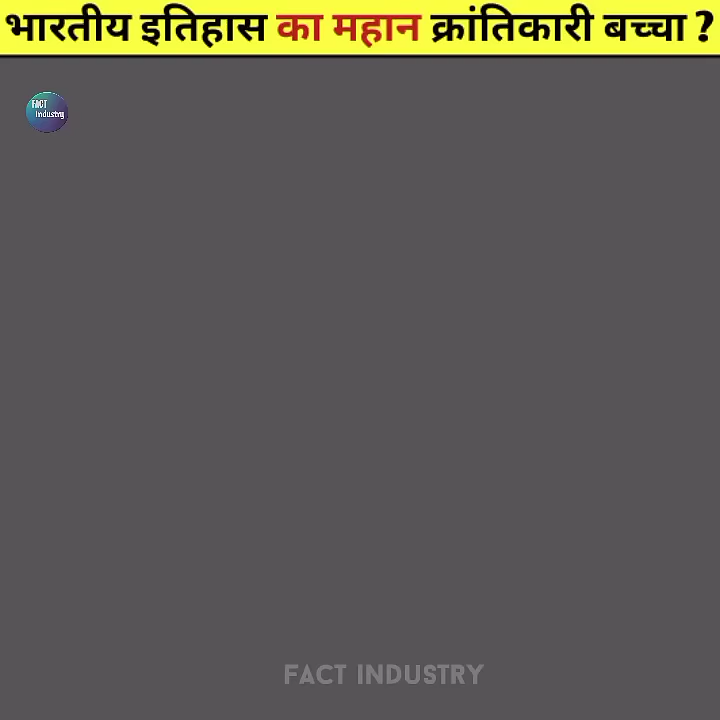 भारतीय इतिहास का महान क्रांतिकारी बच्चा ?
FACT
Industry
FACT INDUSTRY